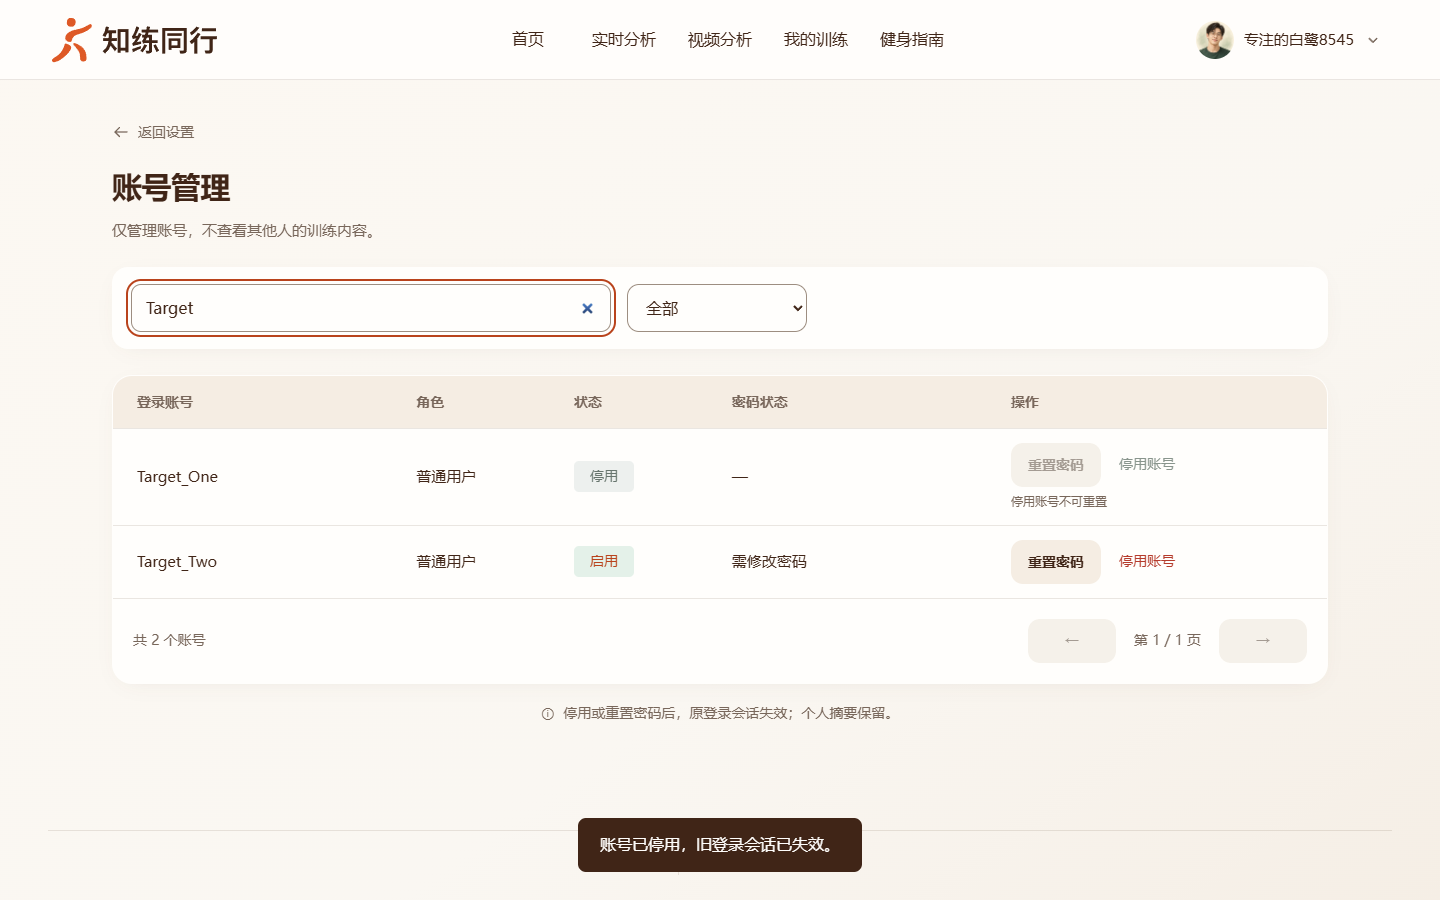 知练同行
首页 实时分析 视频分析 我的训练 健身指南
专注的白鹭8545
← 返回设置
账号管理
仅管理账号，不查看其他人的训练内容。
Target
全部
登录账号 角色 状态 密码状态 操作
Target_One 普通用户 停用 — 重置密码 停用账号
停用账号不可重置
Target_Two 普通用户 启用 需修改密码 重置密码 停用账号
共 2 个账号
← 第 1 / 1 页 →
停用或重置密码后，原登录会话失效；个人摘要保留。
账号已停用，旧登录会话已失效。